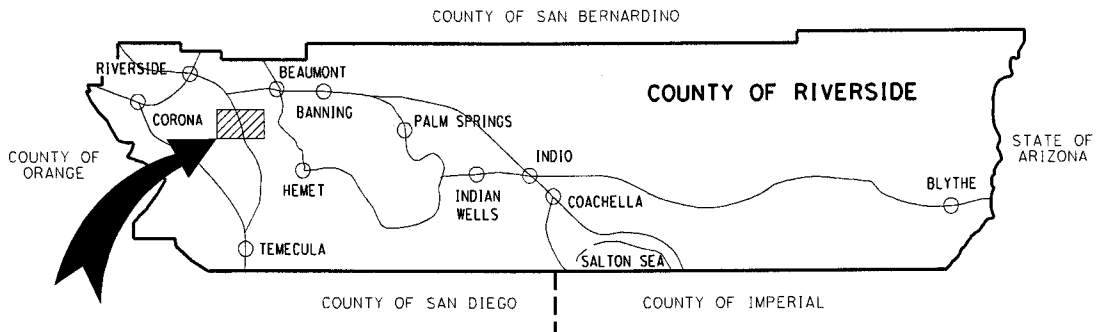 COUNTY OF SAN BERNARDINO
RIVERSIDE
BEAUMONT
COUNTY OF RIVERSIDE
BANNING
CORONA
PALM SPRINGS
STATE OF
ARIZONA
COUNTY OF
ORANGE
INDIO
HEMET
INDIAN
WELLS
COACHELLA
BLYTHE
TEMECULA
SALTON SEA
COUNTY OF SAN DIEGO
COUNTY OF IMPERIAL